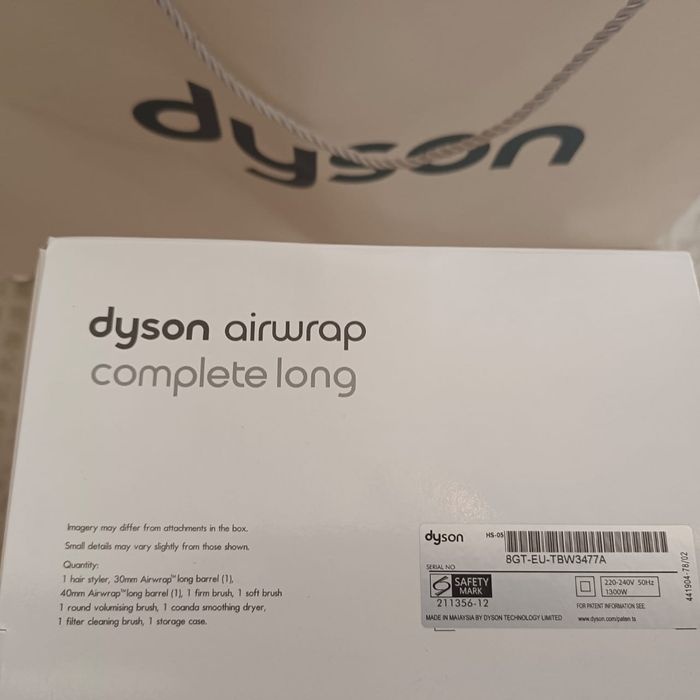 dyson
dyson airwrap
complete long
Imagery may differ from attachments in the box.
Small details may vary slightly from those shown.
Quantity:
1 hair styler, 30mm Airwrap™ long barrel (1),
40mm Airwrap™ long barrel (1), 1 firm brush, 1 soft brush
1 round volumising brush, 1 coanda smoothing dryer,
1 filter cleaning brush, 1 storage case.
dyson HS-05
8GT-EU-TBW3477A
SERIAL NO
SAFETY
MARK
211356-12
220-240V 50Hz
1300W
FOR PATENT INFORMATION SEE
MADE IN MAIAYSIA BY DYSON TECHNOLOGY LIMITED www.dyson.com/paten ts
441904-78/02